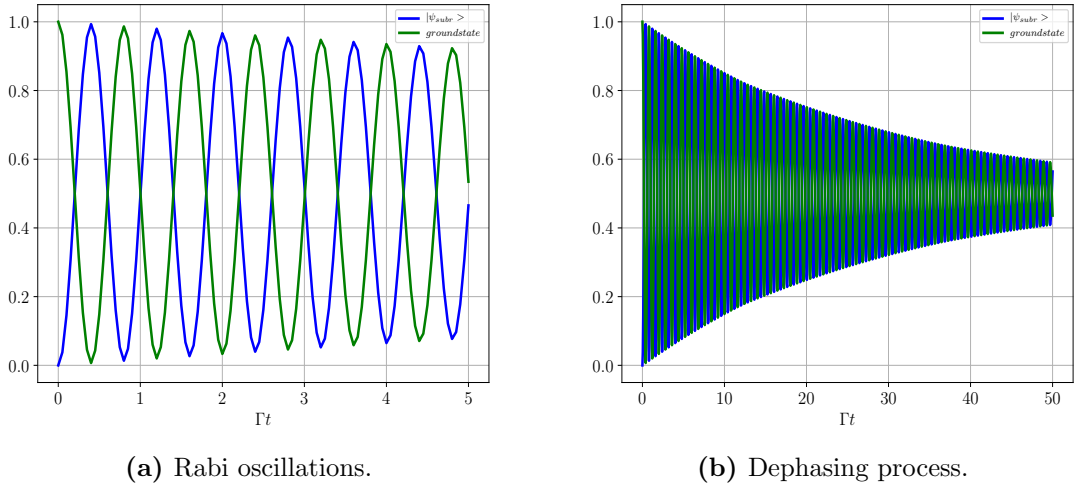 1.0
0.8
0.6
0.4
0.2
0.0
0 1 2 3 4 5
Γt
|ψsubr >
groundstate
(a) Rabi oscillations.
1.0
0.8
0.6
0.4
0.2
0.0
0 10 20 30 40 50
Γt
|ψsubr >
groundstate
(b) Dephasing process.